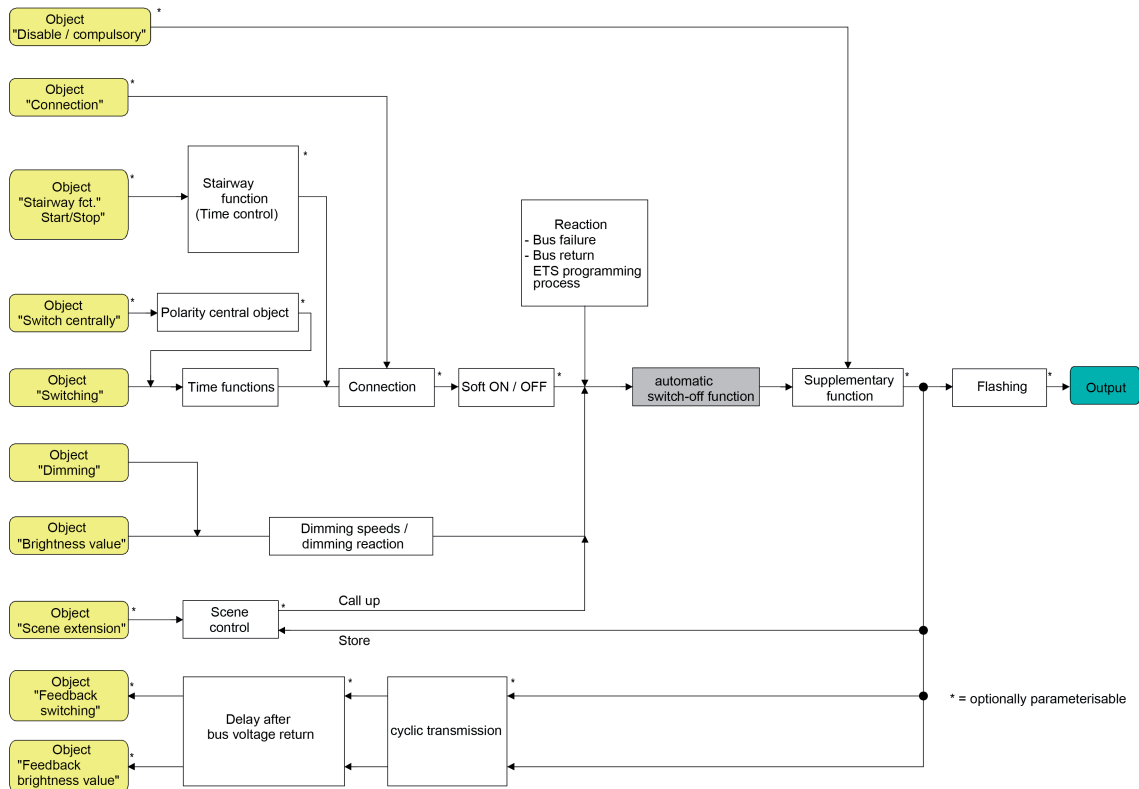 Object
"Disable / compulsory"
*
Object
"Connection"
*
Object
"Stairway fct."
Start/Stop"
*
Stairway
function
(Time control)
*
Reaction
- Bus failure
- Bus return
ETS programming
process
Object
"Switch centrally"
*
Polarity central object
*
Object
"Switching"
Time functions
Connection
*
Soft ON / OFF
*
automatic
switch-off function
Supplementary
function
*
Flashing
*
Output
Object
"Dimming"
Object
"Brightness value"
Dimming speeds /
dimming reaction
Object
"Scene extension"
*
Scene
control
*
Call up
Store
Object
"Feedback
switching"
*
Delay after
bus voltage return
*
cyclic transmission
*
* = optionally parameterisable
Object
"Feedback
brightness value"
*